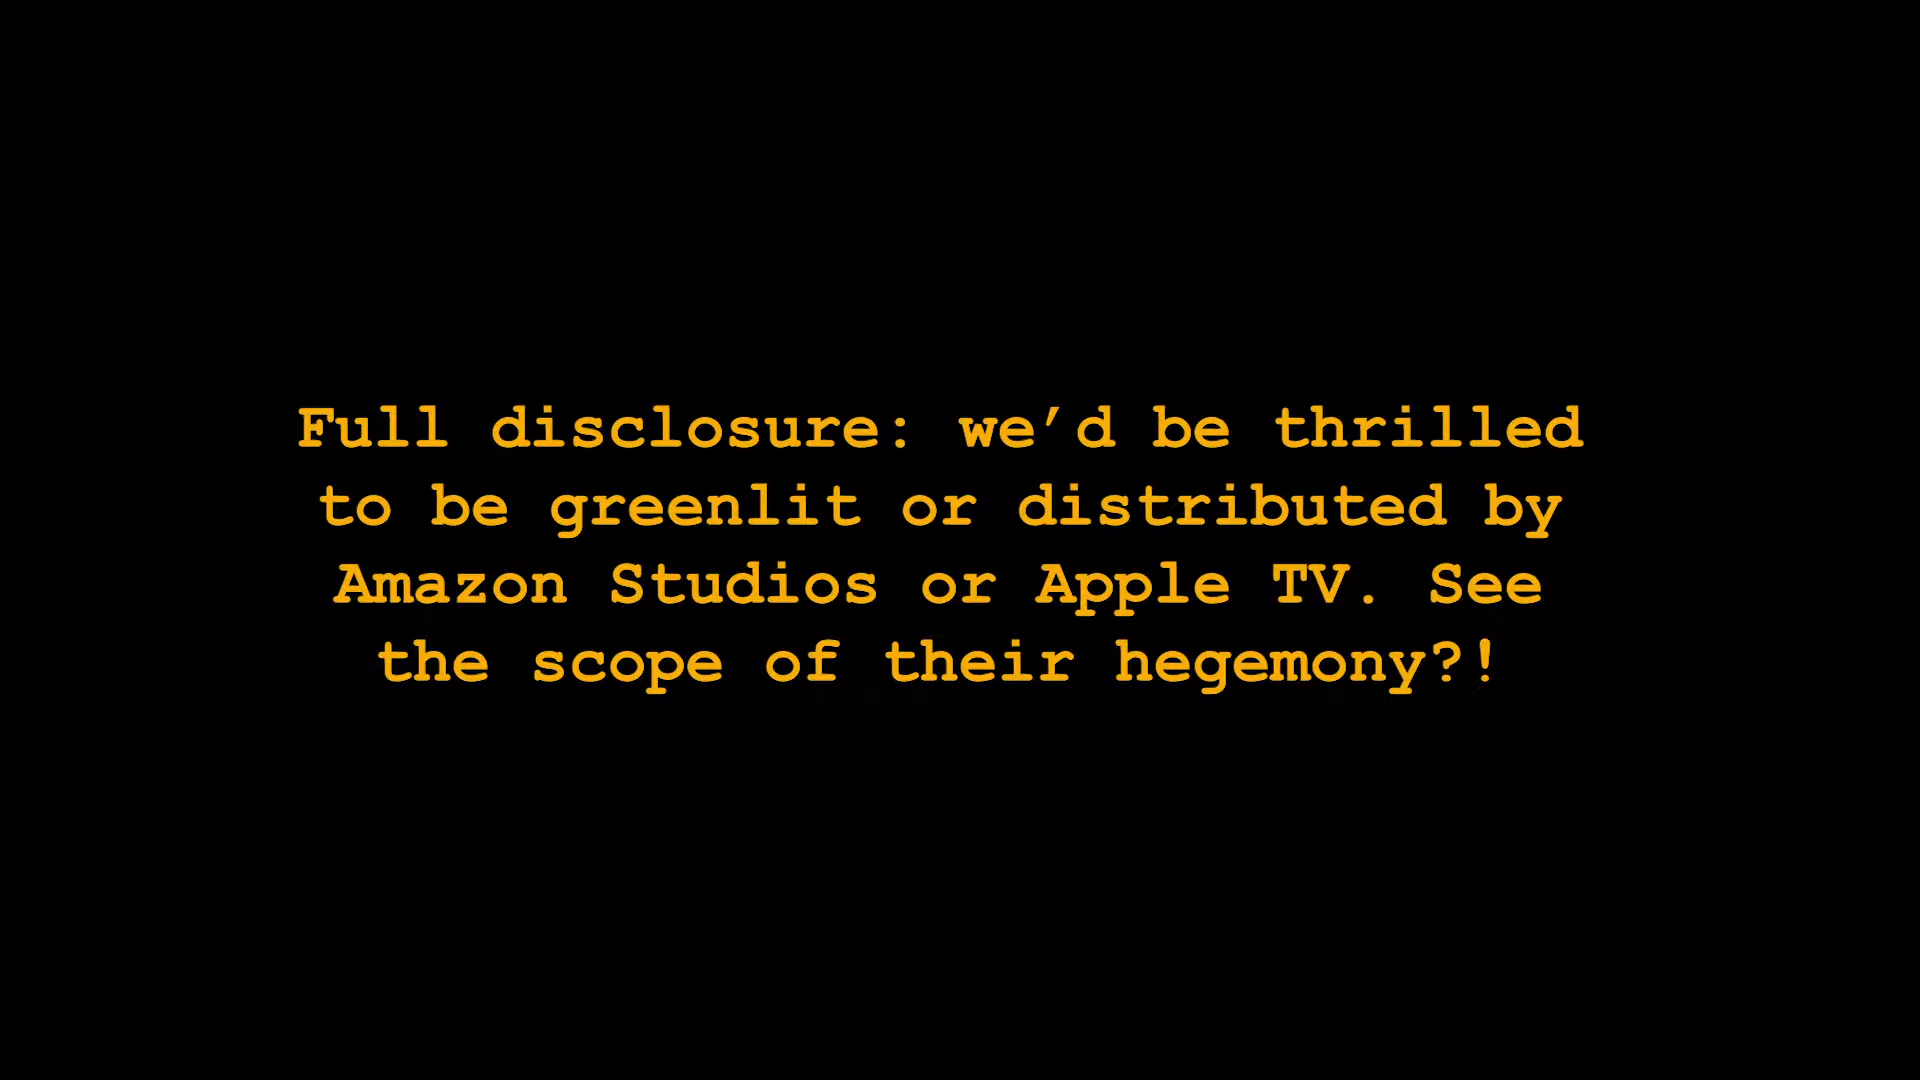 Full disclosure: we’d be thrilled
to be greenlit or distributed by
Amazon Studios or Apple TV. See
the scope of their hegemony?!